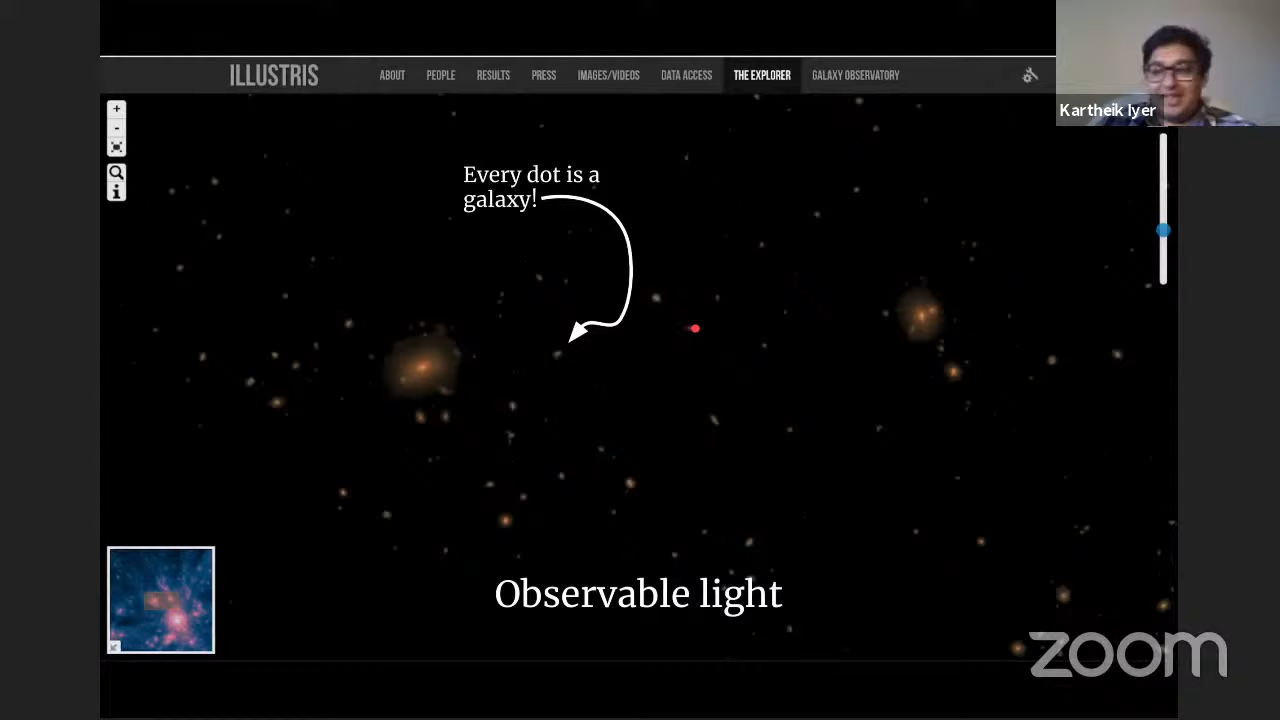 ILLUSTRIS
ABOUT PEOPLE RESULTS PRESS IMAGES/VIDEOS DATA ACCESS THE EXPLORER GALAXY OBSERVATORY
Kartheik Iyer
+
-
i
Every dot is a
galaxy!
Observable light
zoom